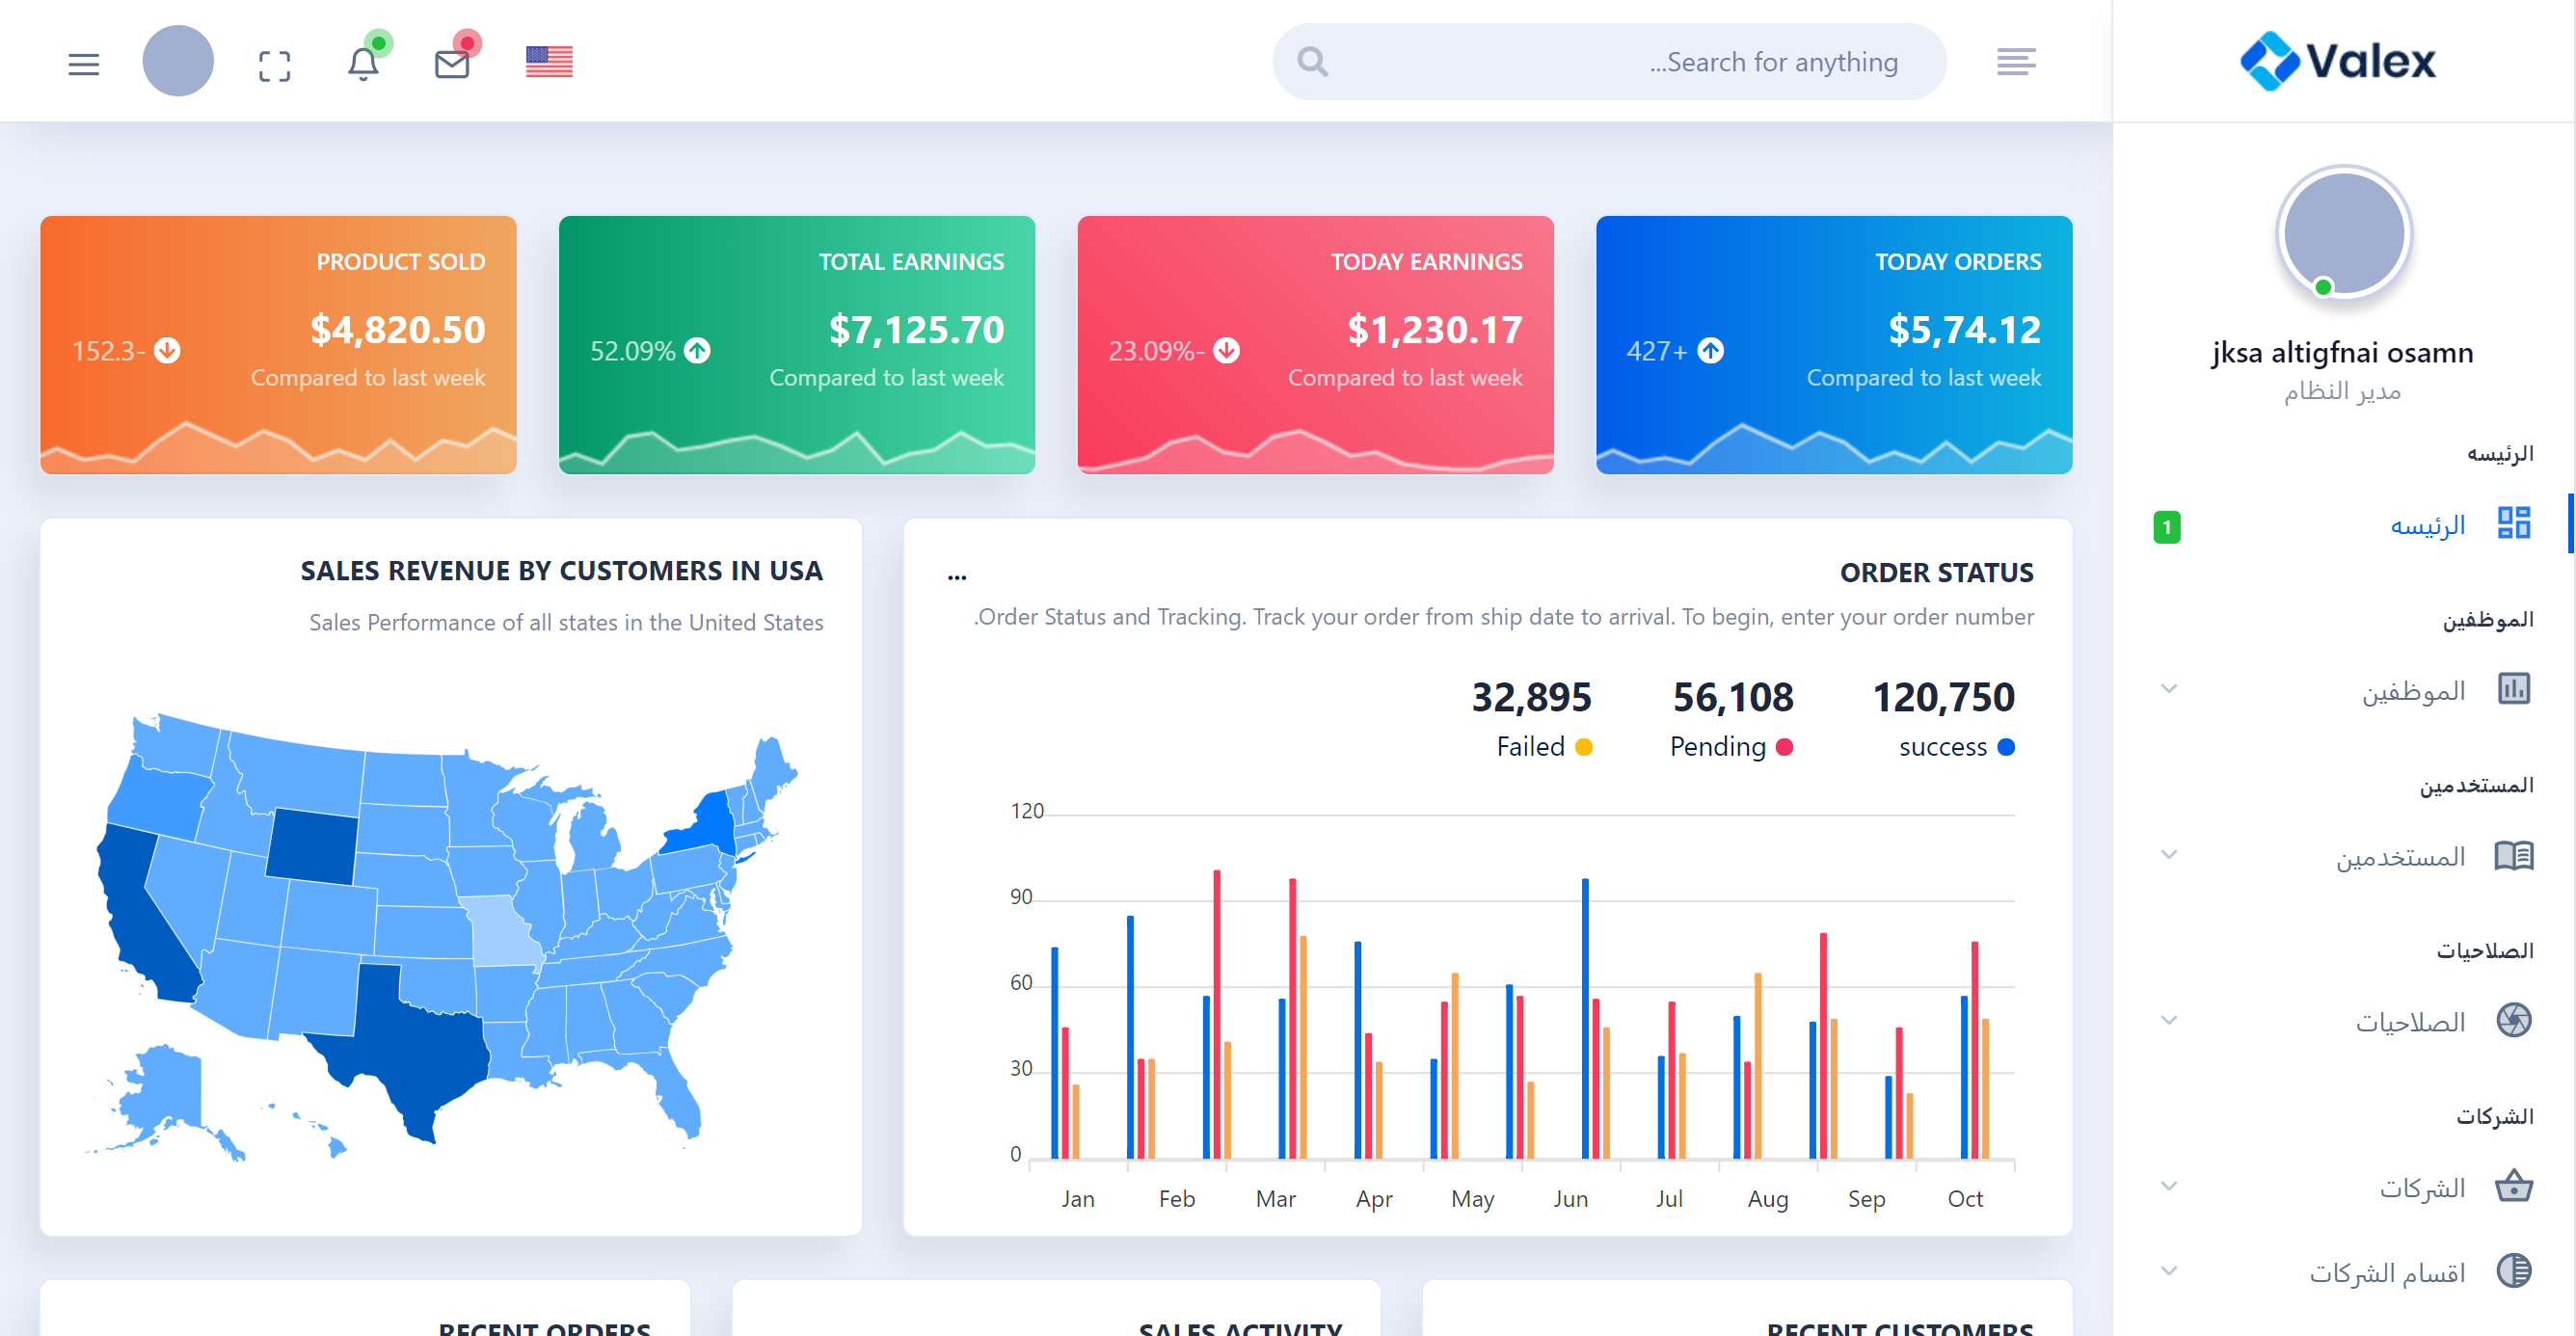 Valex
Search for anything...
jksa altigfnai osamn
مدير النظام
الرئيسه
الرئيسه
1
الموظفين
الموظفين
المستخدمين
المستخدمين
الصلاحيات
الصلاحيات
الشركات
الشركات
اقسام الشركات
TODAY ORDERS
$5,74.12
Compared to last week
427+
TODAY EARNINGS
$1,230.17
Compared to last week
23.09%-
TOTAL EARNINGS
$7,125.70
Compared to last week
52.09%
PRODUCT SOLD
$4,820.50
Compared to last week
152.3-
ORDER STATUS
...
.Order Status and Tracking. Track your order from ship date to arrival. To begin, enter your order number
120,750
success
56,108
Pending
32,895
Failed
120
90
60
30
0
Jan Feb Mar Apr May Jun Jul Aug Sep Oct
SALES REVENUE BY CUSTOMERS IN USA
Sales Performance of all states in the United States
RECENT CUSTOMERS
SALES ACTIVITY
RECENT ORDERS